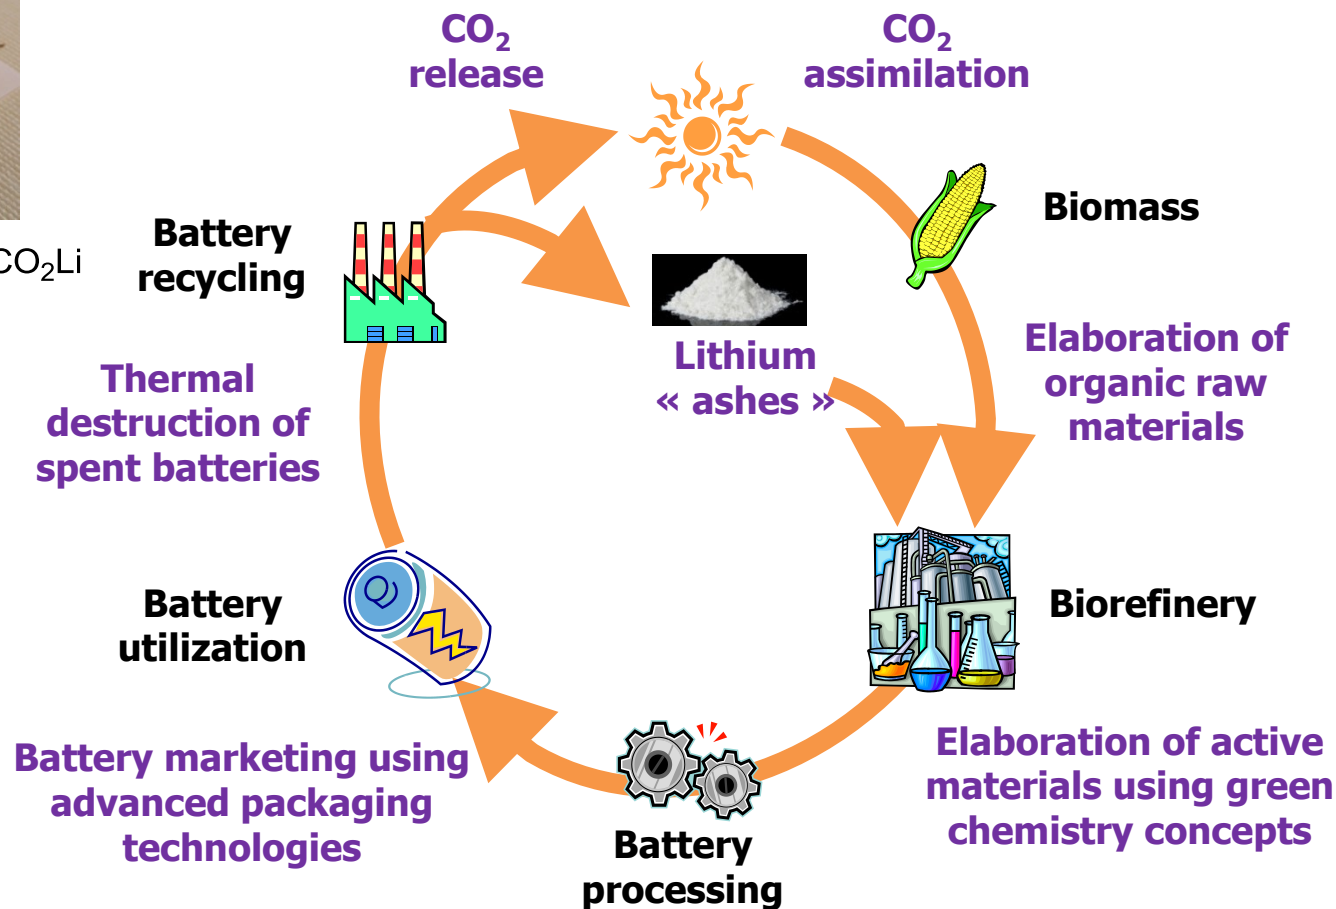 CO₂
release
CO₂
assimilation
Biomass
Battery
recycling
CO₂Li
Lithium
« ashes »
Elaboration of
organic raw
materials
Thermal
destruction of
spent batteries
Battery
utilization
Biorefinery
Battery marketing using
advanced packaging
technologies
Elaboration of active
materials using green
chemistry concepts
Battery
processing